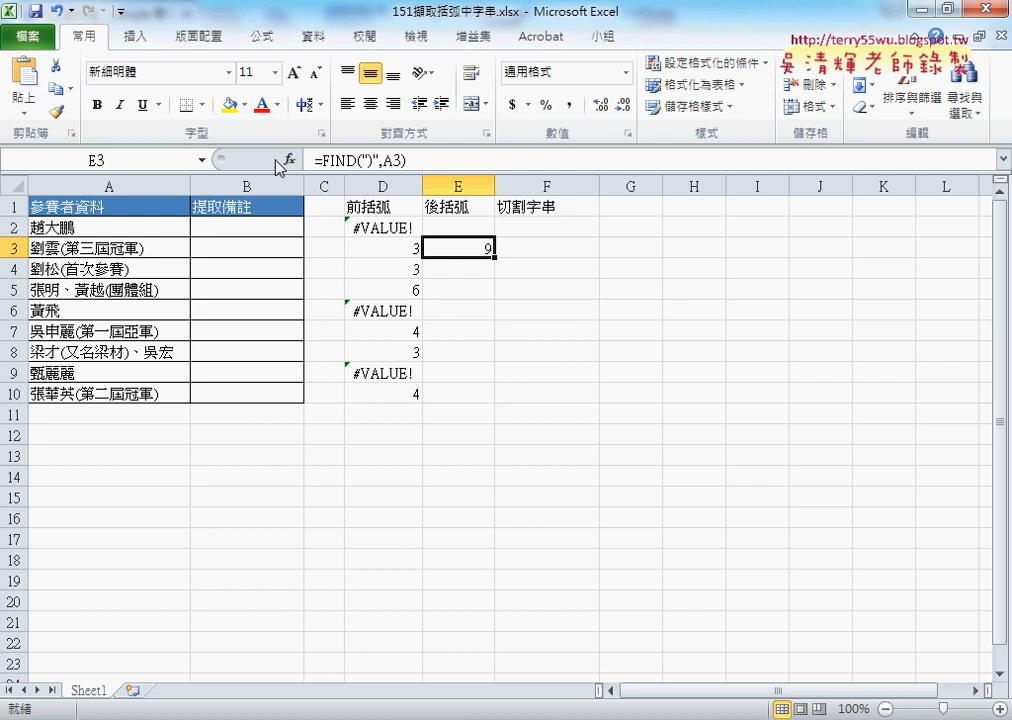 151擷取括弧中字串.xlsx - Microsoft Excel
檔案 常用 插入 版面配置 公式 資料 校閱 檢視 增益集 Acrobat 小組
http://terry55wu.blogspot.tw
吳清輝老師錄製
貼上 新細明體 11 通用格式 設定格式化的條件 刪除
B I U 中 $ % , 格式化為表格 排序與篩選 尋找與選取
儲存格樣式 格式
剪貼簿 字型 對齊方式 數值 樣式 儲存格 編輯
E3 fx =FIND(")",A3)
A B C D E F G H I J K L
1 參賽者資料 提取備註 前括弧 後括弧 切割字串
2 趙大鵬 #VALUE!
3 劉雲(第三屆冠軍) 3 9
4 劉松(首次參賽) 3
5 張明、黃越(團體組) 6
6 黃飛 #VALUE!
7 吳申麗(第一屆亞軍) 4
8 梁才(又名梁材)、吳宏 3
9 甄麗麗 #VALUE!
10 張華英(第二屆冠軍) 4
11
12
13
14
15
16
17
18
19
20
21
22
23
Sheet1
就緒 100%